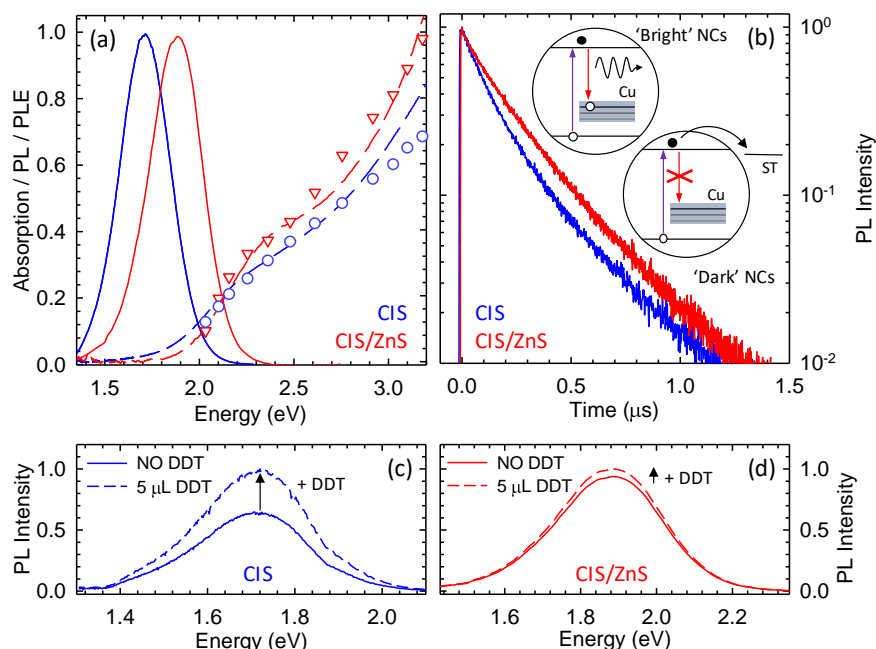 (a)
Absorption / PL / PLE
1.0
0.8
0.6
0.4
0.2
0.0
CIS
CIS/ZnS
1.5 2.0 2.5 3.0
Energy (eV)
(b)
'Bright' NCs
Cu
ST
Cu
'Dark' NCs
CIS
CIS/ZnS
10⁰
10⁻¹
10⁻²
PL Intensity
0.0 0.5 1.0 1.5
Time (μs)
(c)
NO DDT
5 μL DDT
+ DDT
CIS
PL Intensity
1.0
0.5
0.0
1.4 1.6 1.8 2.0
Energy (eV)
(d)
NO DDT
5 μL DDT
+ DDT
CIS/ZnS
1.0
0.5
0.0
PL Intensity
1.6 1.8 2.0 2.2
Energy (eV)